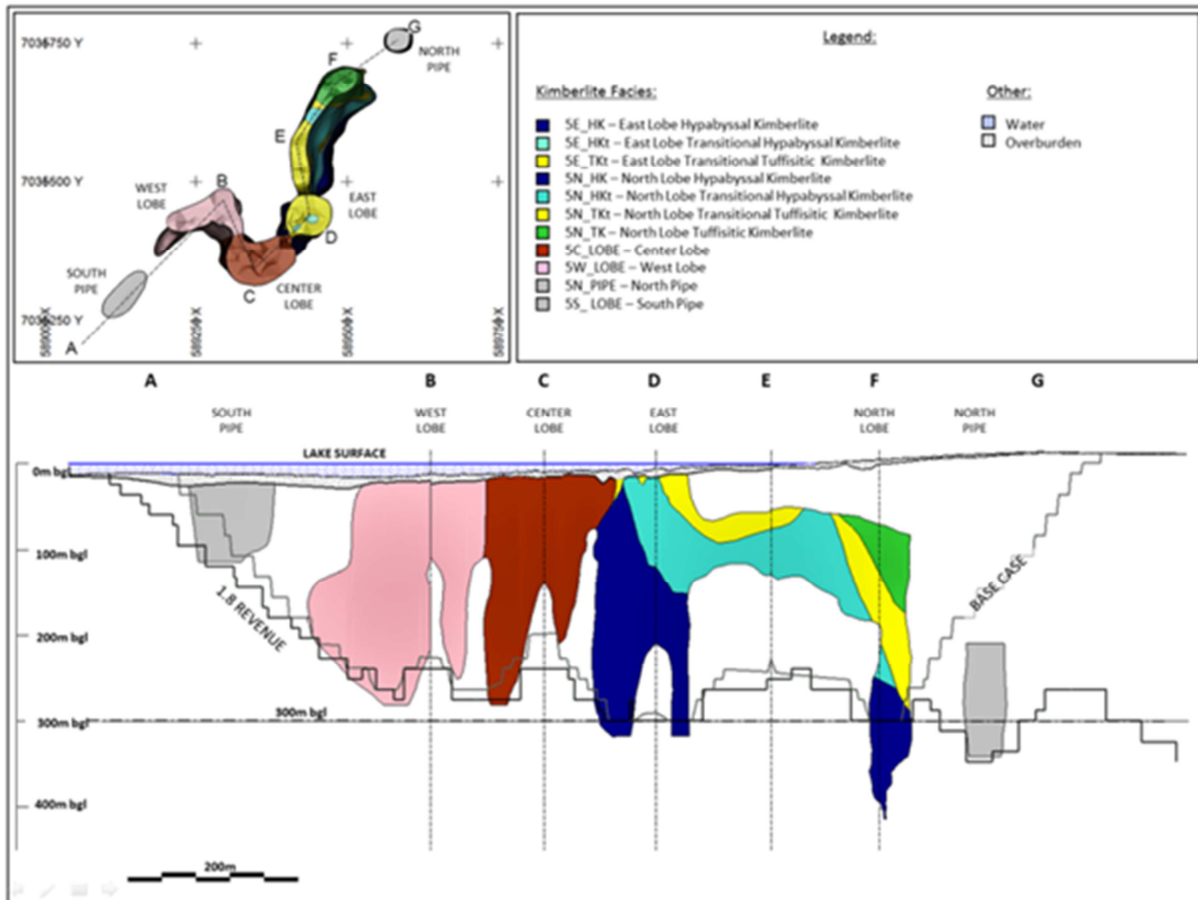 G
7036750 Y
NORTH
PIPE
F
E
7036500 Y
WEST
LOBE
B
EAST
LOBE
D
SOUTH
PIPE
C
CENTER
LOBE
7036250 Y
A
589000 X
589250 X
589500 X
589750 X
Legend:
Kimberlite Facies:
5E_HK – East Lobe Hypabyssal Kimberlite
5E_HKt – East Lobe Transitional Hypabyssal Kimberlite
5E_TKt – East Lobe Transitional Tuffisitic Kimberlite
5N_HK – North Lobe Hypabyssal Kimberlite
5N_HKt – North Lobe Transitional Hypabyssal Kimberlite
5N_TKt – North Lobe Transitional Tuffisitic Kimberlite
5N_TK – North Lobe Tuffisitic Kimberlite
5C_LOBE – Center Lobe
5W_LOBE – West Lobe
5N_PIPE – North Pipe
5S_ LOBE – South Pipe
Other:
Water
Overburden
A B C D E F G
SOUTH
PIPE
WEST
LOBE
CENTER
LOBE
EAST
LOBE
NORTH
LOBE
NORTH
PIPE
LAKE SURFACE
0m bgl
100m bgl
1.8 REVENUE
BASE CASE
200m bgl
300m bgl
300m bgl
400m bgl
200m